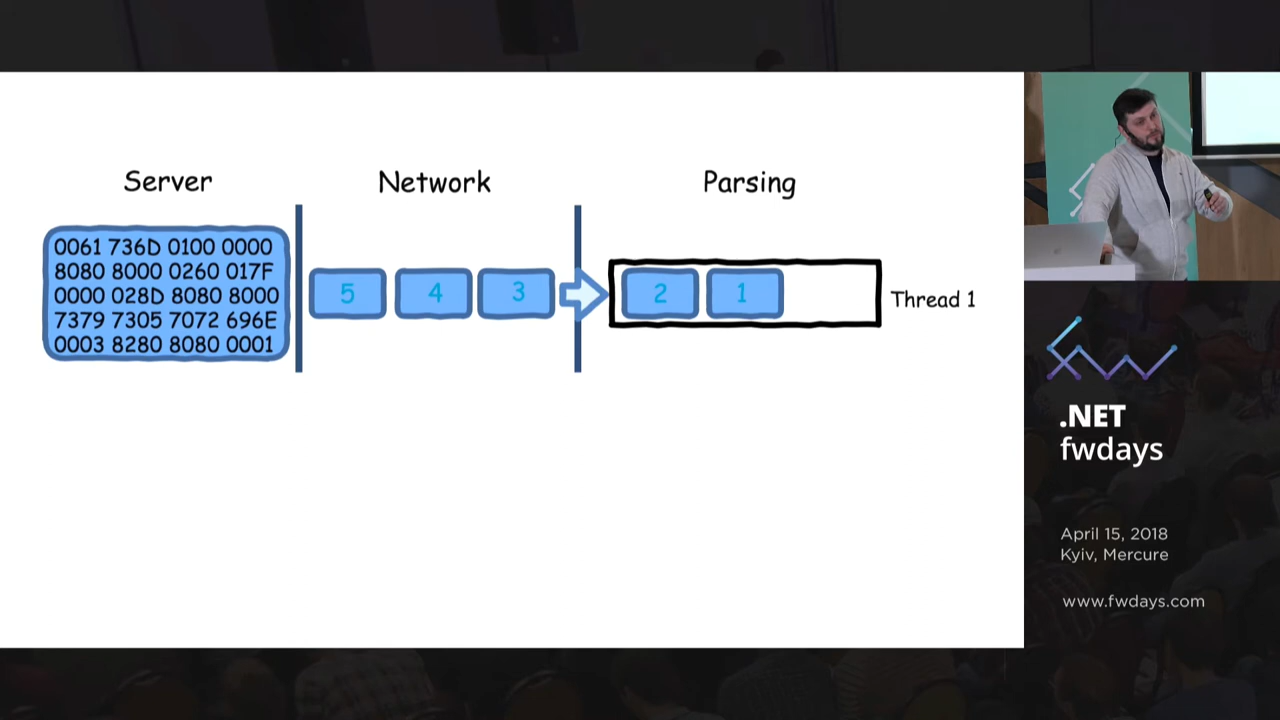 Server
Network
Parsing
0061 736D 0100 0000
8080 8000 0260 017F
0000 028D 8080 8000
7379 7305 7072 696E
0003 8280 8080 0001
5
4
3
2
1
Thread 1
.NET
fwdays
April 15, 2018
Kyiv, Mercure
www.fwdays.com